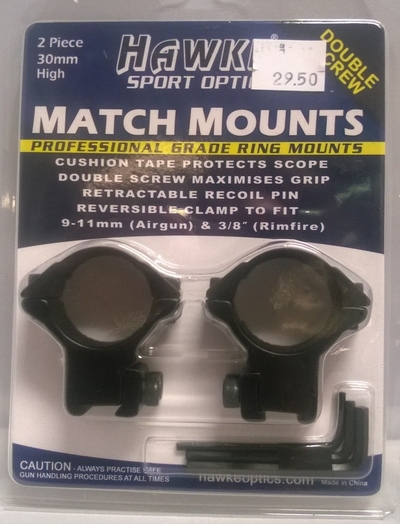 2 Piece
30mm
High
HAWKE
SPORT OPTICS
DOUBLE
SCREW
29.50
MATCH MOUNTS
PROFESSIONAL GRADE RING MOUNTS
CUSHION TAPE PROTECTS SCOPE
DOUBLE SCREW MAXIMISES GRIP
RETRACTABLE RECOIL PIN
REVERSIBLE CLAMP TO FIT
9-11mm (Airgun) & 3/8" (Rimfire)
CAUTION - ALWAYS PRACTISE SAFE
GUN HANDLING PROCEDURES AT ALL TIMES
hawkeoptics.com
Made in China